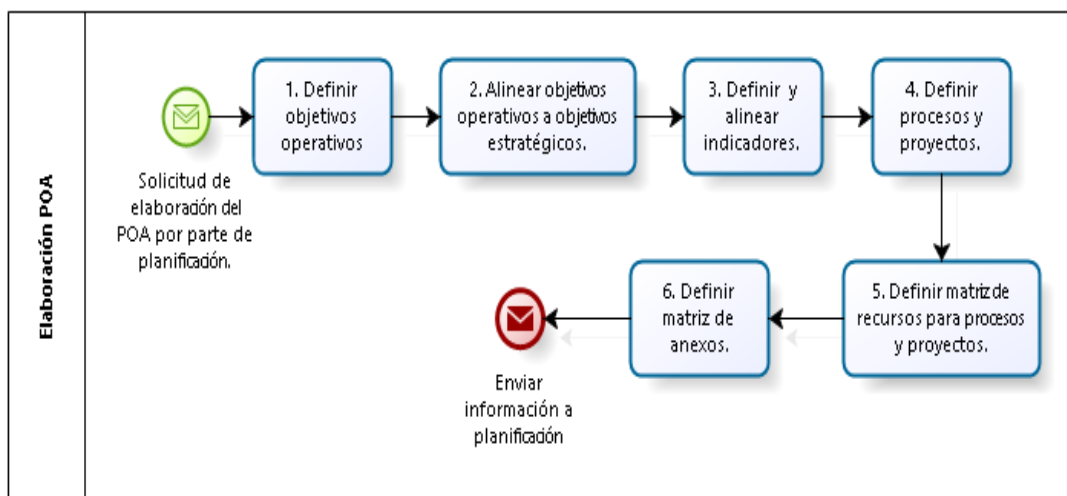 Elaboración POA
Solicitud de
elaboración del
POA por parte de
planificación.
1. Definir
objetivos
operativos
2. Alinear objetivos
operativos a objetivos
estratégicos.
3. Definir y
alinear
indicadores.
4. Definir
procesos y
proyectos.
5. Definir matriz de
recursos para procesos
y proyectos.
6. Definir
matriz de
anexos.
Enviar
información a
planificación